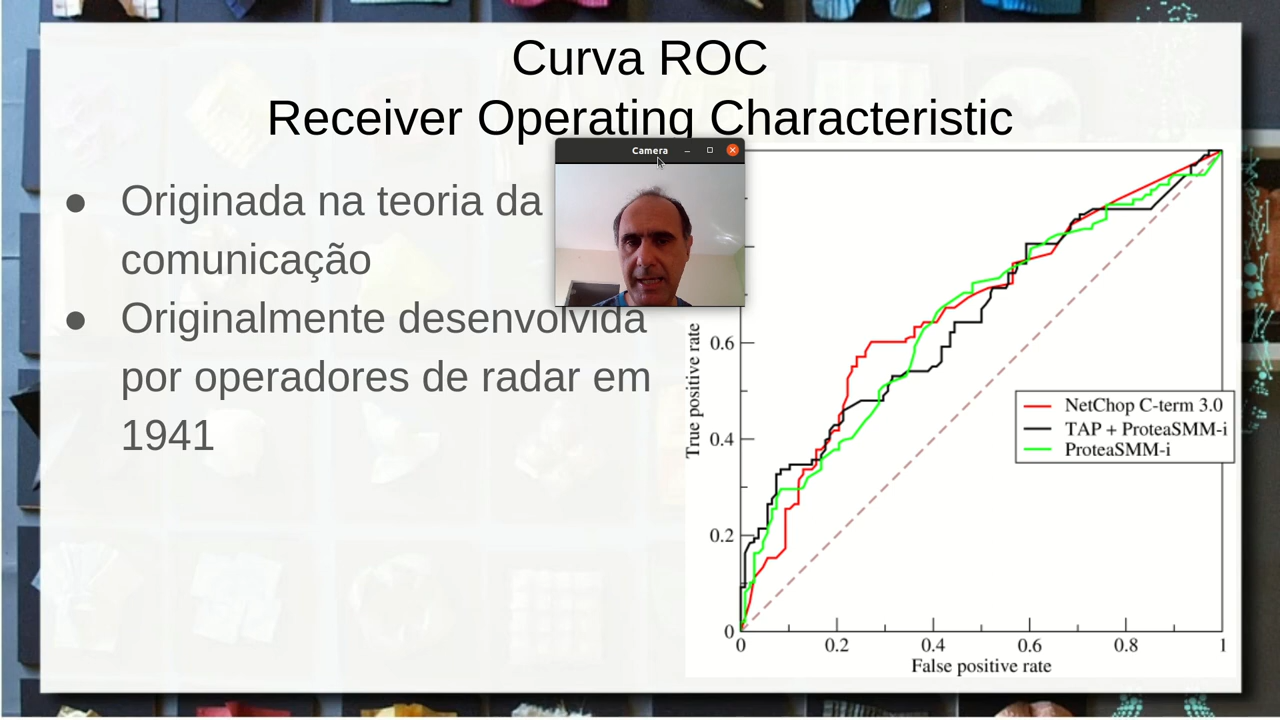 Curva ROC
Receiver Operating Characteristic
Camera
● Originada na teoria da
comunicação
● Originalmente desenvolvida
por operadores de radar em
1941
True positive rate
0.6
0.4
0.2
0
0
0.2
0.4
0.6
0.8
1
False positive rate
NetChop C-term 3.0
TAP + ProteaSMM-i
ProteaSMM-i